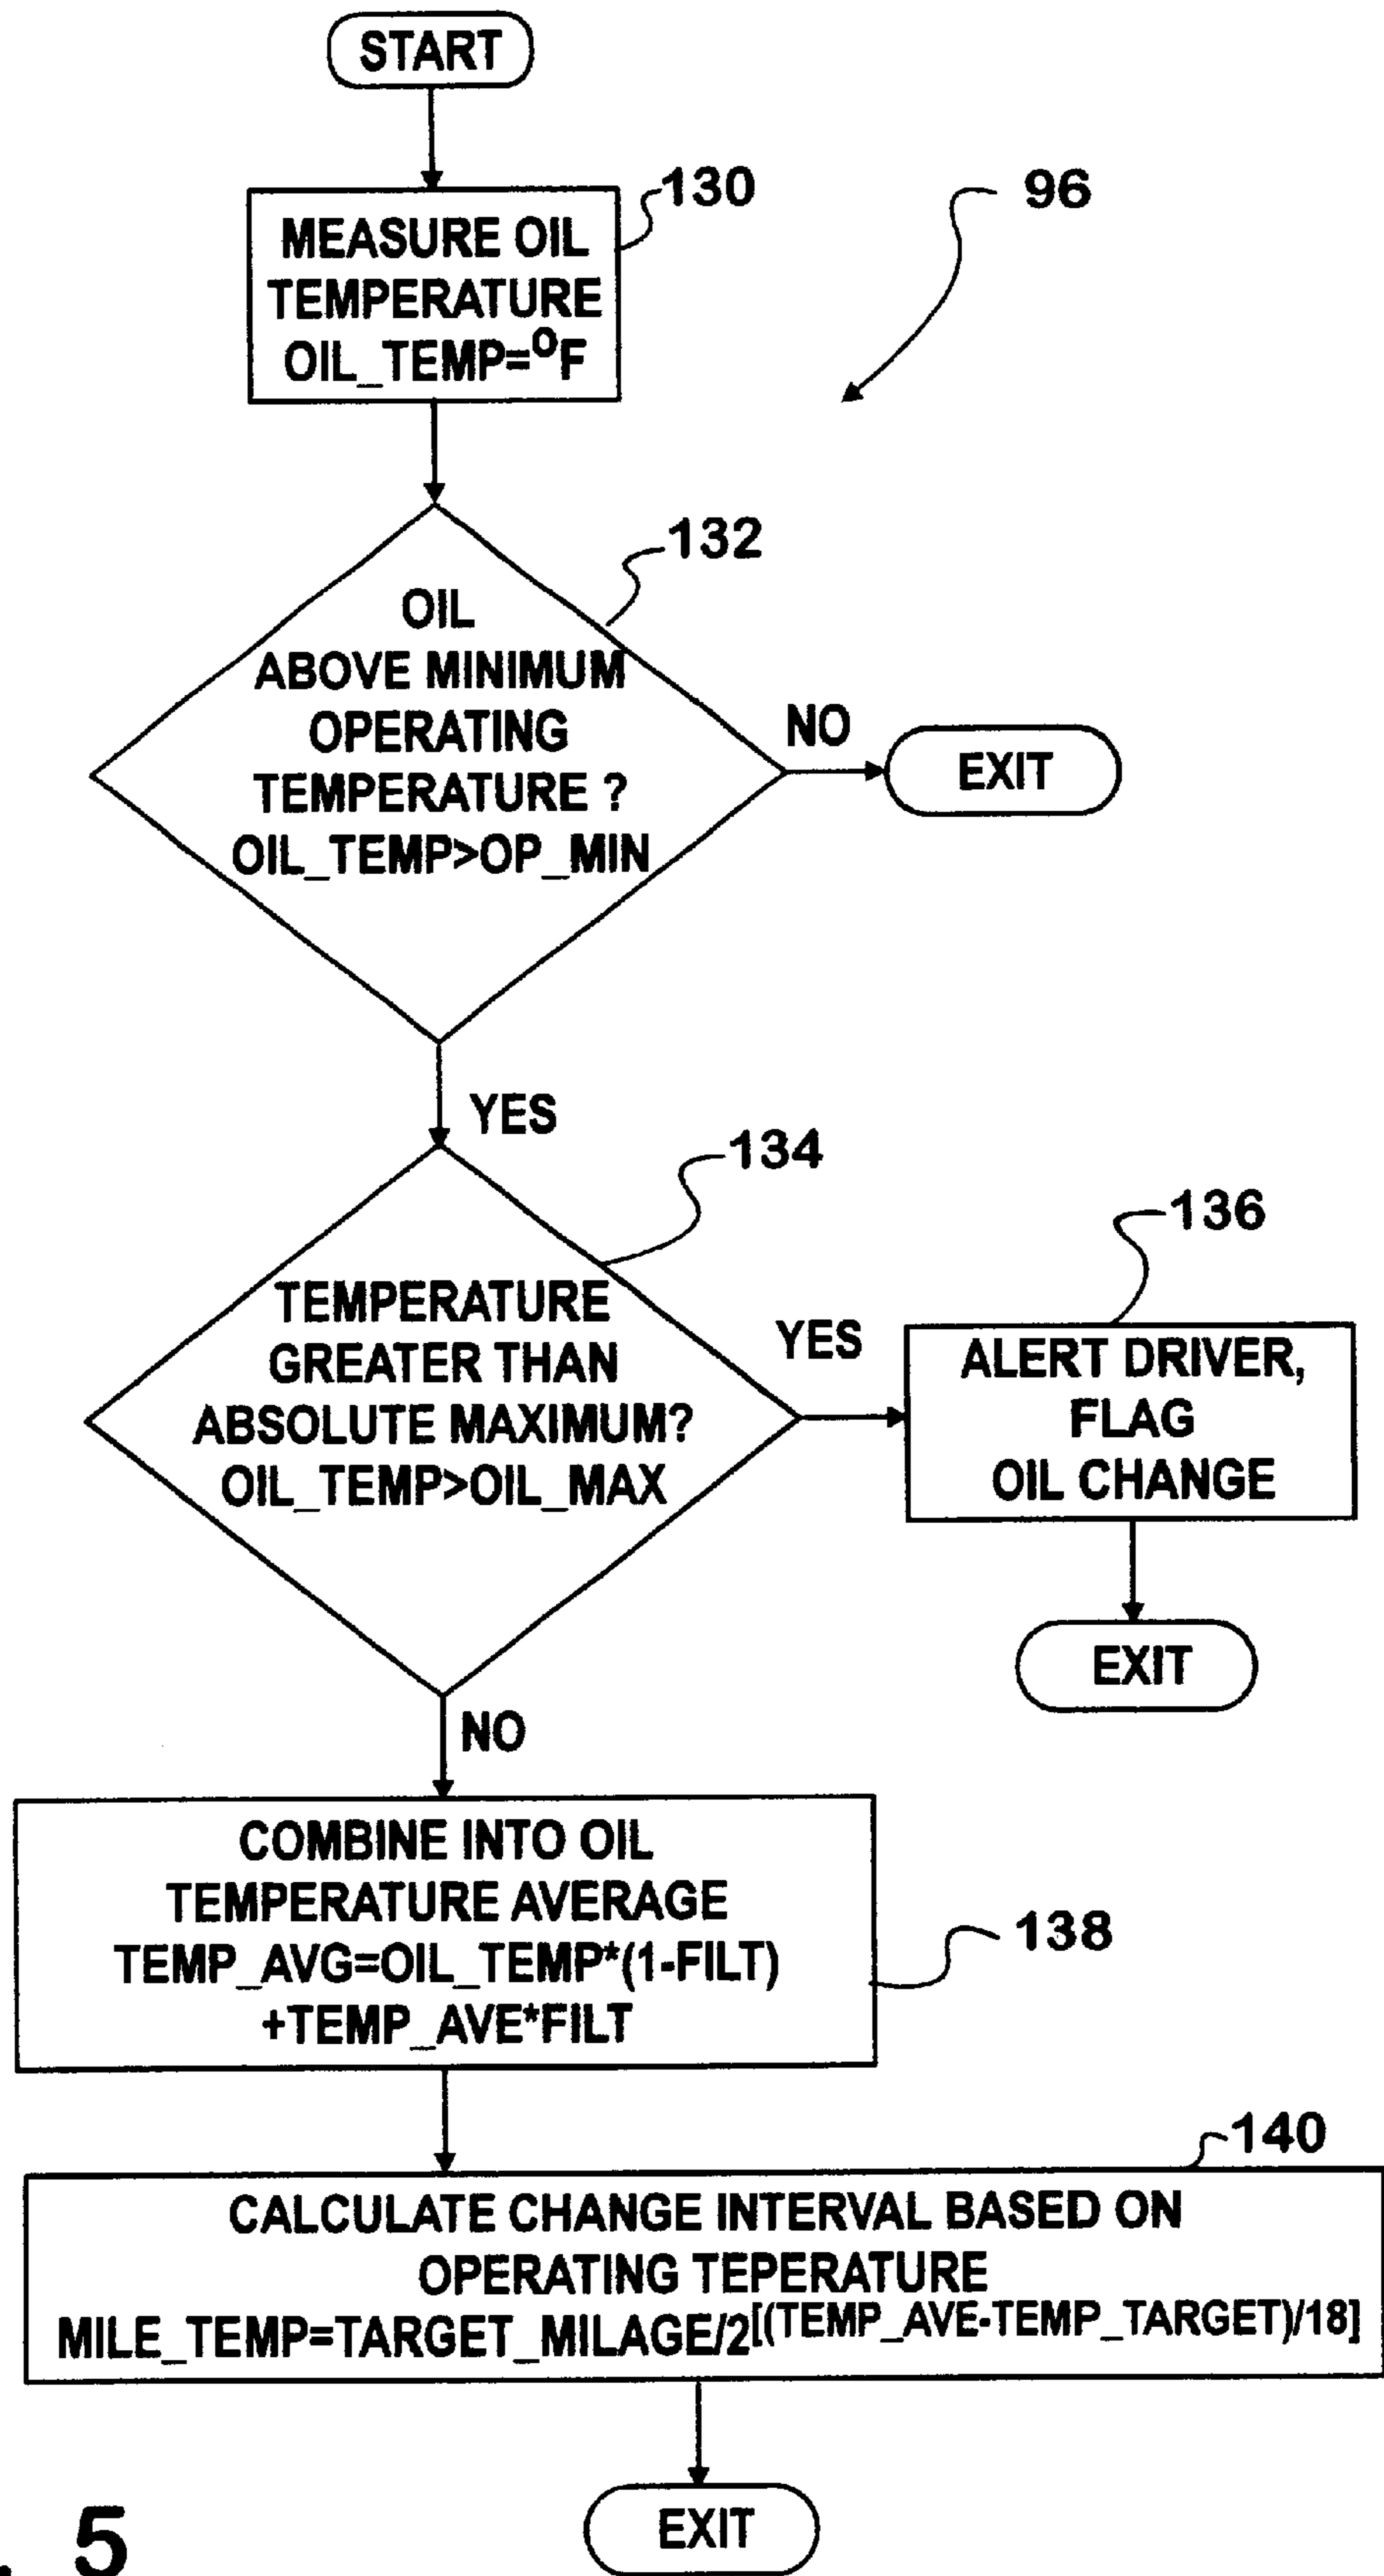 START
130
96
MEASURE OIL
TEMPERATURE
OIL_TEMP=°F
132
OIL
ABOVE MINIMUM
OPERATING
TEMPERATURE ?
OIL_TEMP>OP_MIN
NO
EXIT
YES
134
136
TEMPERATURE
GREATER THAN
ABSOLUTE MAXIMUM?
OIL_TEMP>OIL_MAX
YES
ALERT DRIVER,
FLAG
OIL CHANGE
EXIT
NO
COMBINE INTO OIL
TEMPERATURE AVERAGE
TEMP_AVG=OIL_TEMP*(1-FILT)
+TEMP_AVE*FILT
138
140
CALCULATE CHANGE INTERVAL BASED ON
OPERATING TEPERATURE
MILE_TEMP=TARGET_MILAGE/2[(TEMP_AVE-TEMP_TARGET)/18]
EXIT
. 5